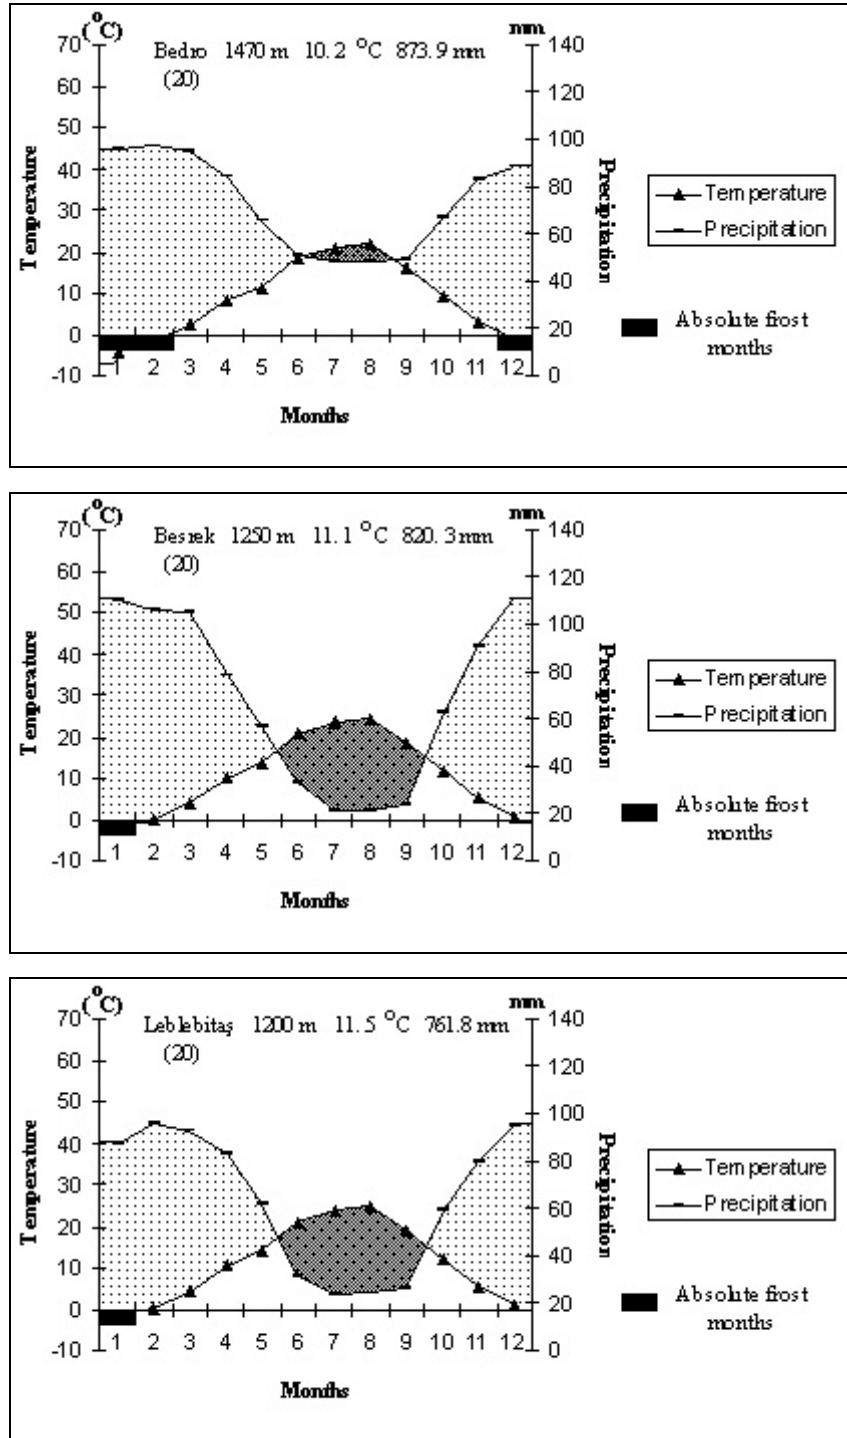 (°C) mm
Bedro 1470 m 10.2 °C 873.9 mm
(20)
70 60 50 40 30 20 10 0 -10
Temperature
140 120 100 80 60 40 20 0
Precipitation
1 2 3 4 5 6 7 8 9 10 11 12
Months
Temperature
Precipitation
Absolute frost
months
(°C) mm
Besrek 1250 m 11.1 °C 820.3 mm
(20)
70 60 50 40 30 20 10 0 -10
Temperature
140 120 100 80 60 40 20 0
Precipitation
1 2 3 4 5 6 7 8 9 10 11 12
Months
Temperature
Precipitation
Absolute frost
months
(°C) mm
Leblebitaş 1200 m 11.5 °C 761.8 mm
(20)
70 60 50 40 30 20 10 0 -10
Temperature
140 120 100 80 60 40 20 0
Precipitation
1 2 3 4 5 6 7 8 9 10 11 12
Months
Temperature
Precipitation
Absolute frost
months